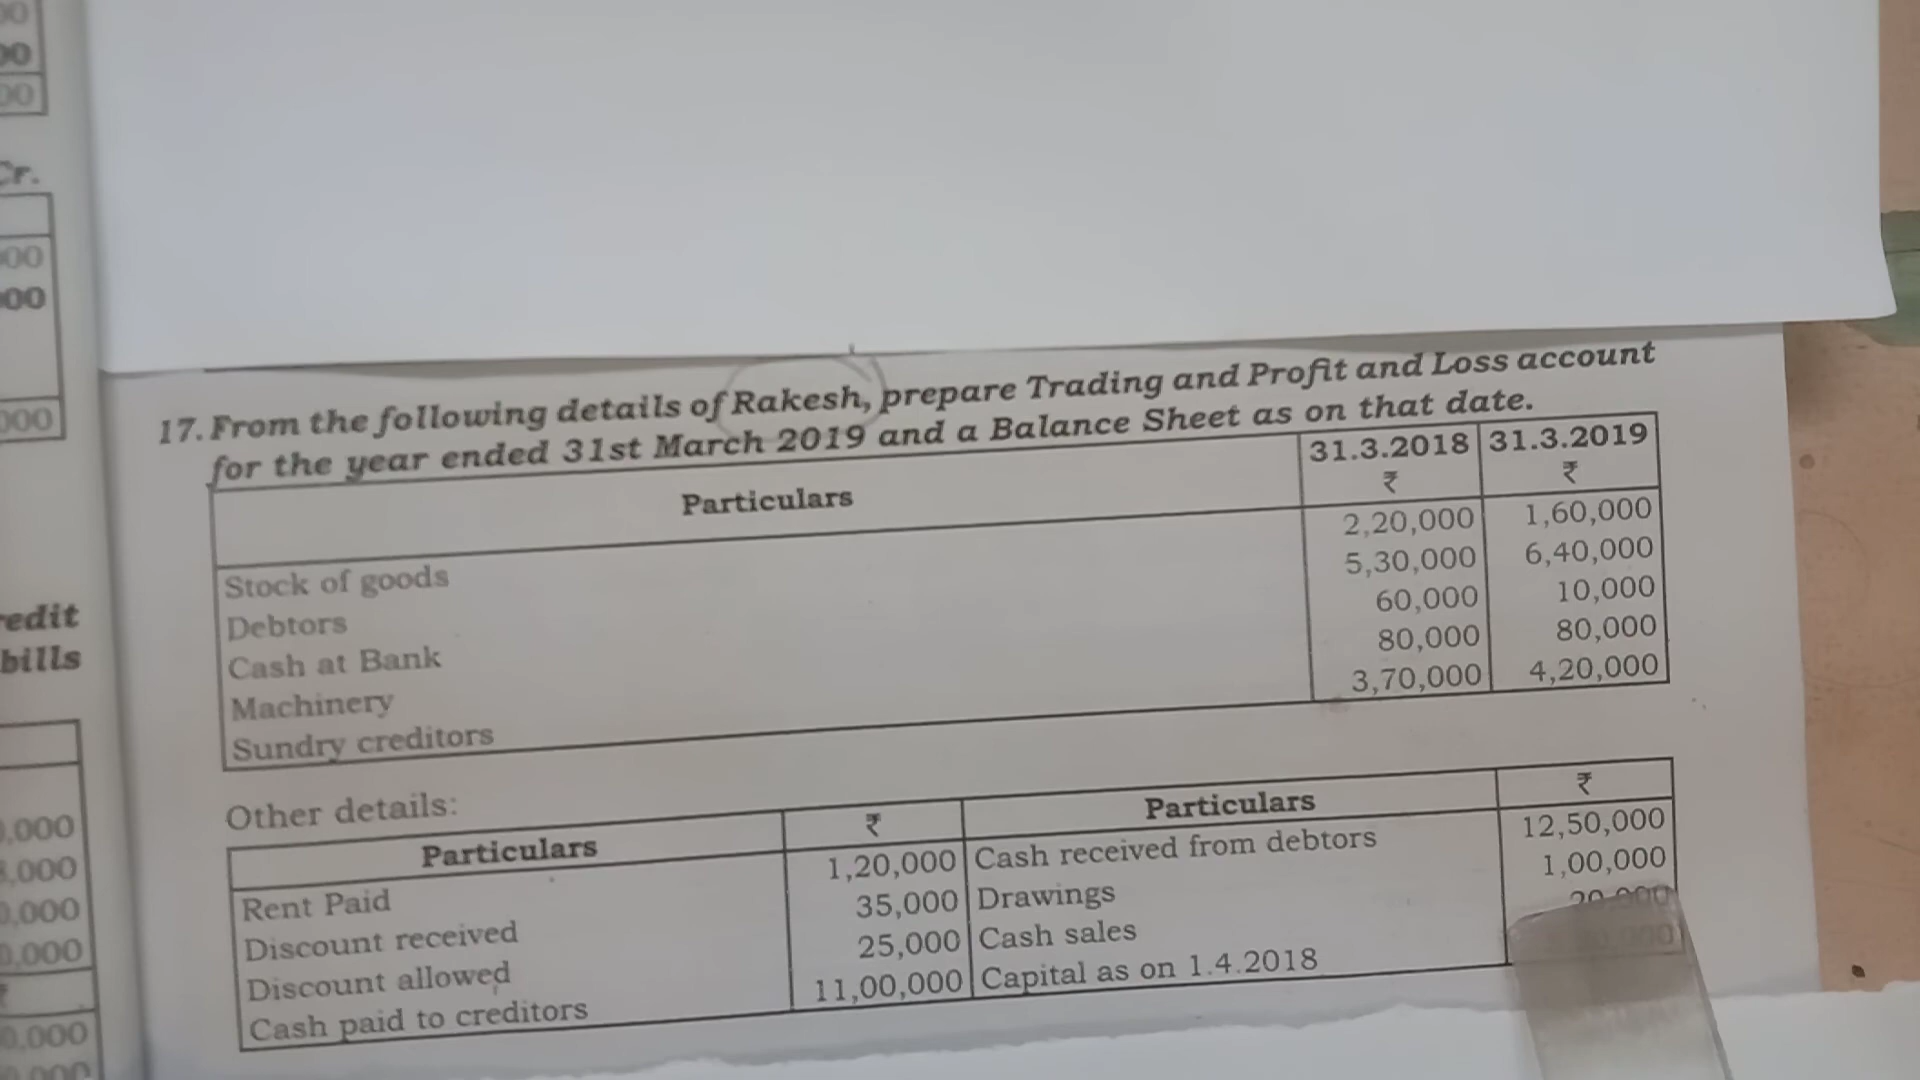 17. From the following details of Rakesh, prepare Trading and Profit and Loss account
for the year ended 31st March 2019 and a Balance Sheet as on that date.
Particulars 31.3.2018 ₹ 31.3.2019 ₹
Stock of goods 2,20,000 1,60,000
Debtors 5,30,000 6,40,000
Cash at Bank 60,000 10,000
Machinery 80,000 80,000
Sundry creditors 3,70,000 4,20,000
Other details:
Particulars ₹ Particulars ₹
Rent Paid 1,20,000 Cash received from debtors 12,50,000
Discount received 35,000 Drawings 1,00,000
Discount allowed 25,000 Cash sales 20,000
Cash paid to creditors 11,00,000 Capital as on 1.4.2018
Cr.
redit
bills